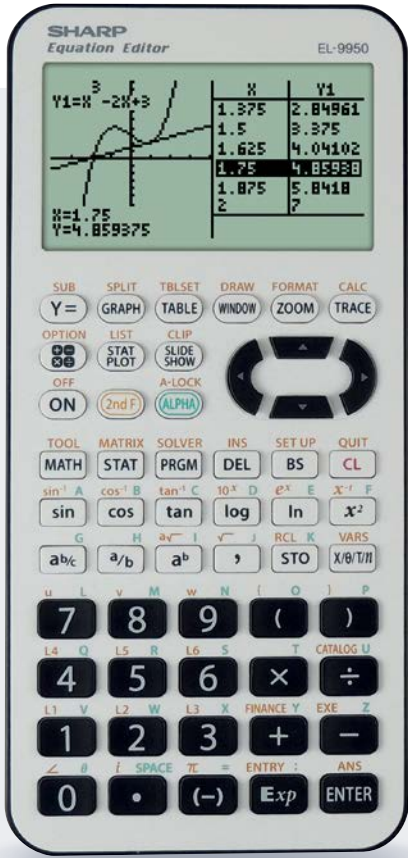 SHARP
Equation Editor EL-9950
Y1=X³-2X+3
X Y1
1.375 2.84961
1.5 3.375
1.625 4.04102
1.75 4.85938
1.875 5.8418
2 7
X=1.75
Y=4.859375
SUB SPLIT TBLSET DRAW FORMAT CALC
Y= GRAPH TABLE WINDOW ZOOM TRACE
OPTION LIST CLIP
STAT PLOT SLIDE SHOW
OFF A-LOCK
ON 2nd F ALPHA
TOOL MATRIX SOLVER INS SET UP QUIT
MATH STAT PRGM DEL BS CL
sin⁻¹ A cos⁻¹ B tan⁻¹ C 10ˣ D eˣ E X⁻¹ F
sin cos tan log ln x²
G H a√ I √ J RCL K VARS
ab/c a/b aᵇ , STO X/θ/T/n
u L v M w N ( O ) P
7 8 9 ( )
L4 Q L5 R L6 S T CATALOG U
4 5 6 × ÷
L1 V L2 W L3 X FINANCE Y EXE Z
1 2 3 + −
∠ θ i SPACE π = ENTRY : ANS
0 • (−) Exp ENTER